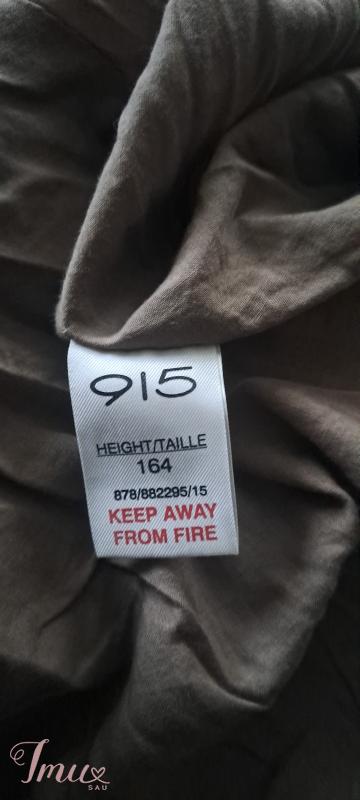 915
HEIGHT/TAILLE
164
878/882295/15
KEEP AWAY
FROM FIRE
Imu
SAU